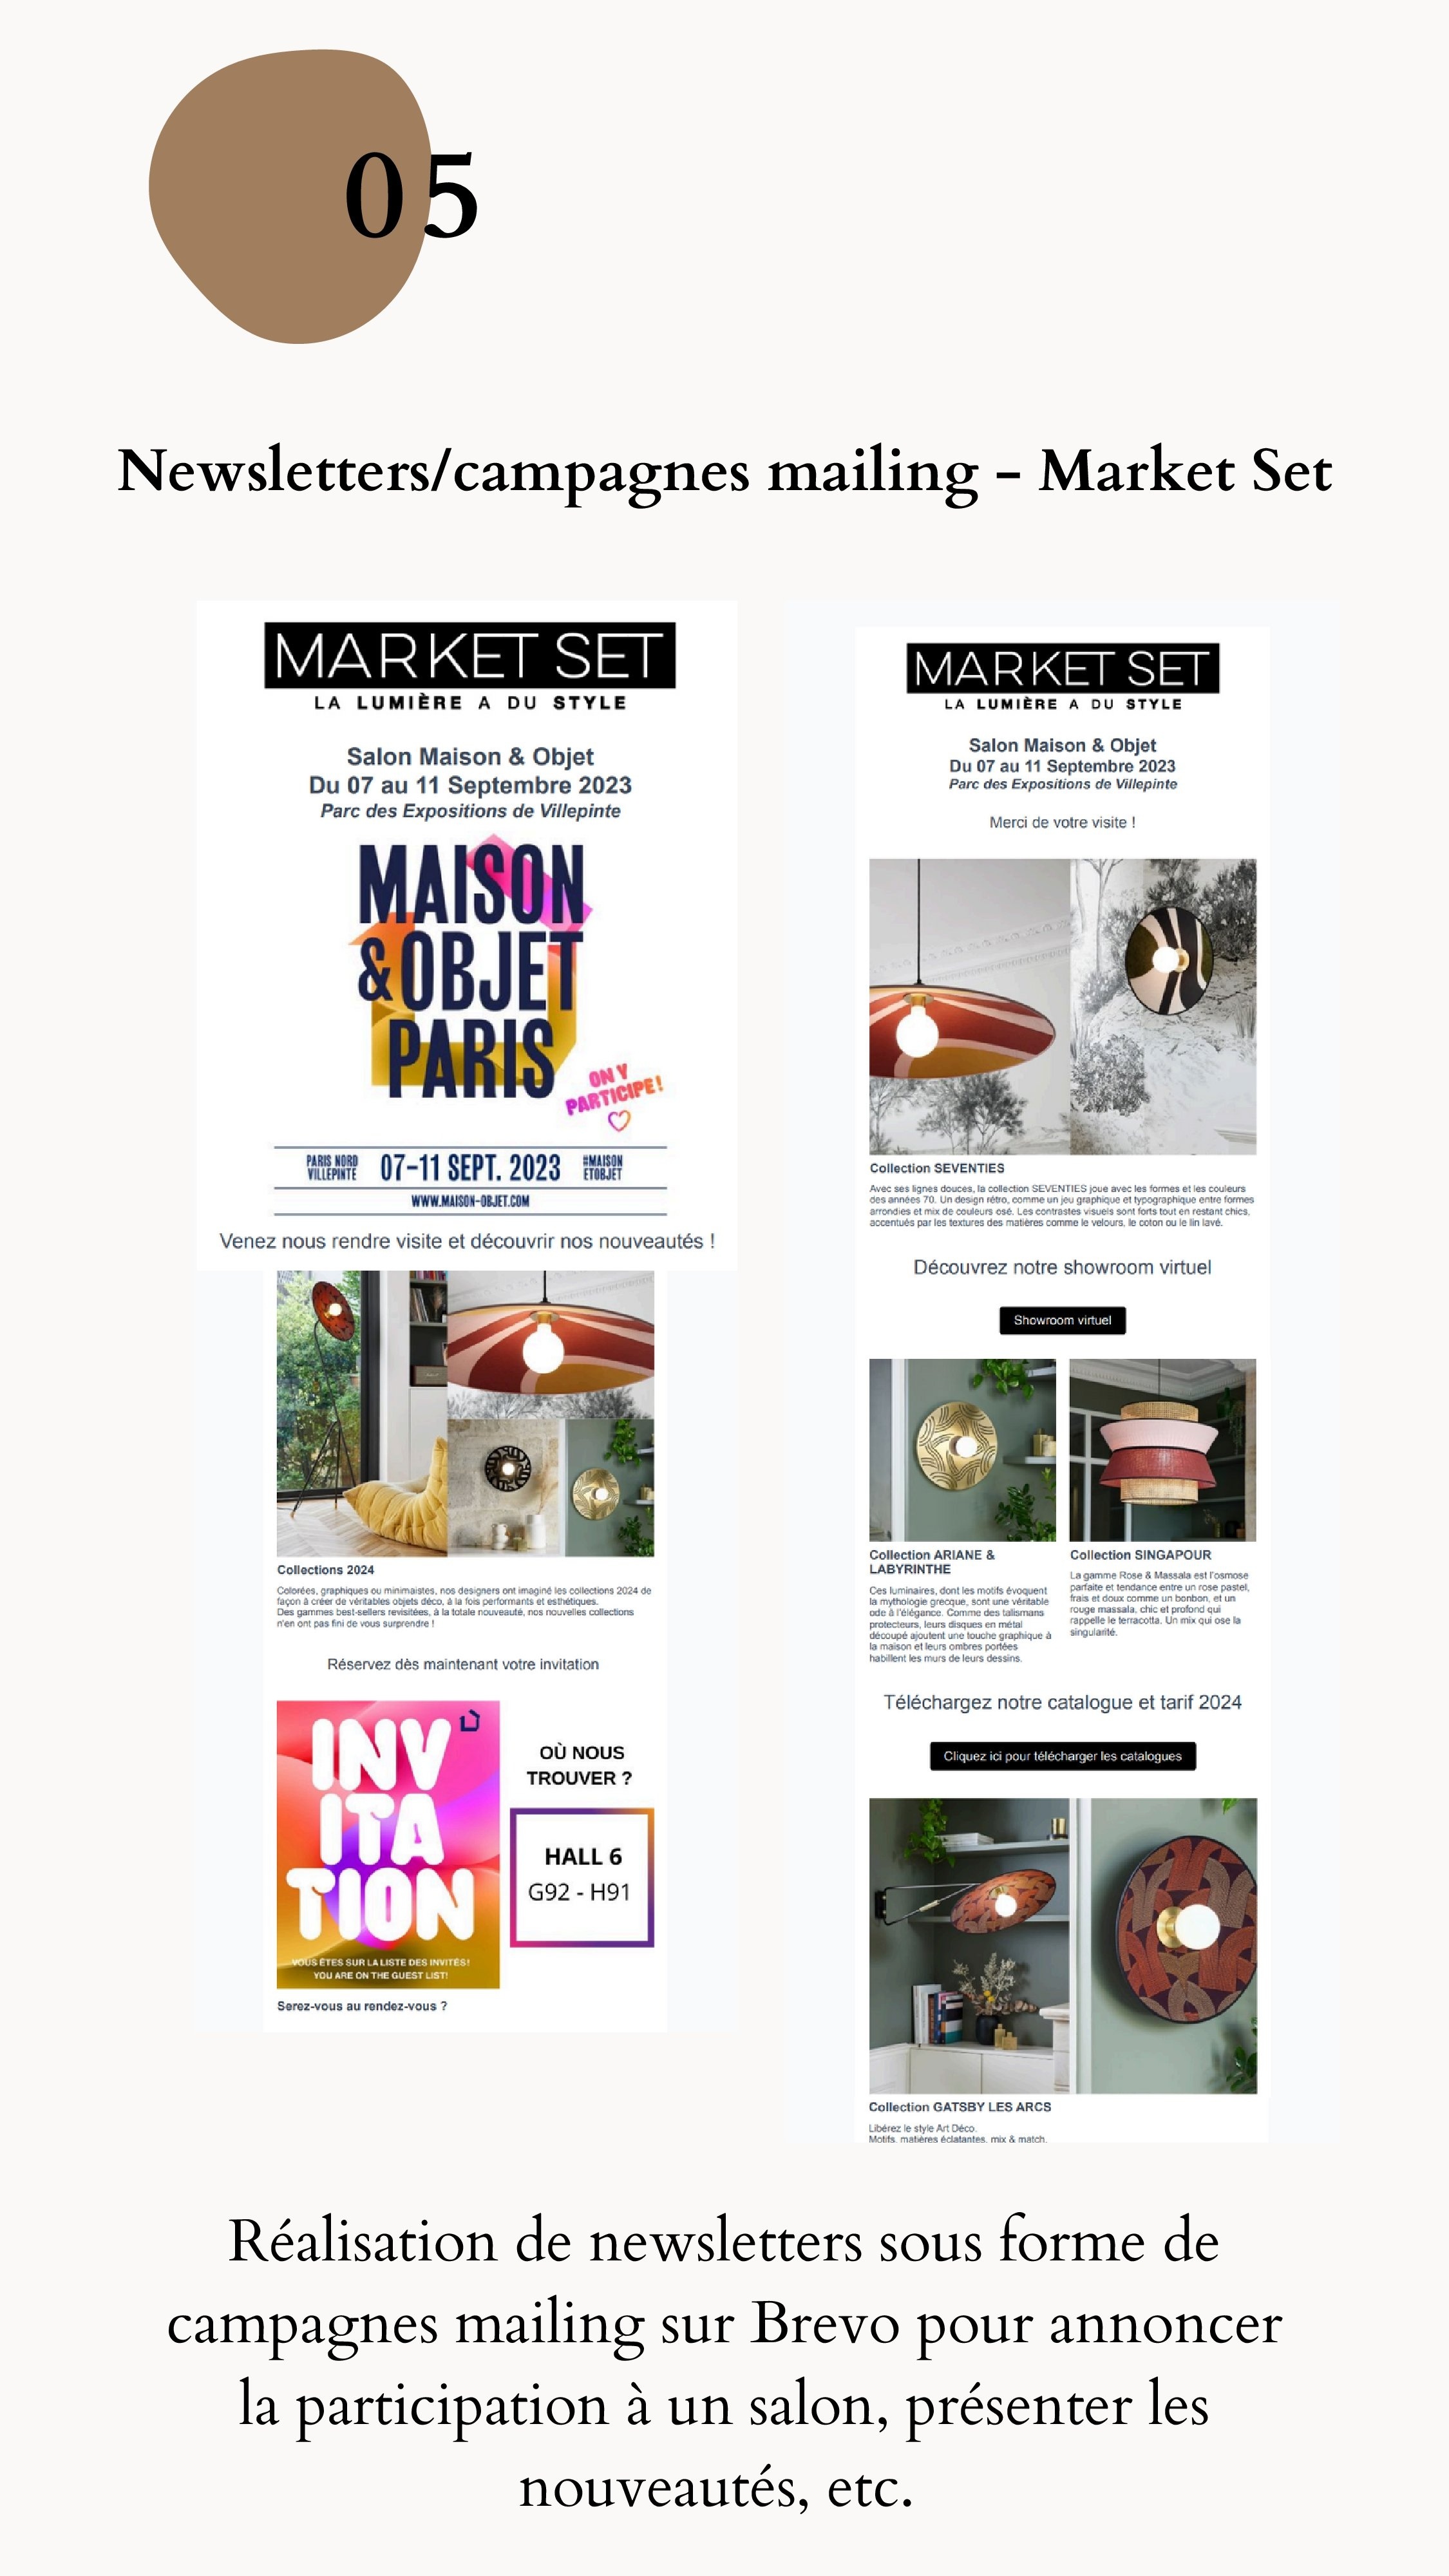 05
Newsletters/campagnes mailing - Market Set
MARKET SET
LA LUMIÈRE A DU STYLE
Salon Maison & Objet
Du 07 au 11 Septembre 2023
Parc des Expositions de Villepinte
MAISON
&OBJET
PARIS
ON Y
PARTICIPE!
PARIS NORD
VILLEPINTE
07-11 SEPT. 2023
#MAISON
ETOBJET
WWW.MAISON-OBJET.COM
Venez nous rendre visite et découvrir nos nouveautés !
Collections 2024
Colorées, graphiques ou minimaistes, nos designers ont imaginé les collections 2024 de
façon à créer de véritables objets déco, à la fois performants et esthétiques.
Des gammes best-sellers revisitées, à la totale nouveauté, nos nouvelles collections
n'en ont pas fini de vous surprendre !
Réservez dès maintenant votre invitation
INV
ITA
TION
VOUS ÊTES SUR LA LISTE DES INVITÉS!
YOU ARE ON THE GUEST LIST!
OÙ NOUS
TROUVER ?
HALL 6
G92 - H91
Serez-vous au rendez-vous ?
MARKET SET
LA LUMIÈRE A DU STYLE
Salon Maison & Objet
Du 07 au 11 Septembre 2023
Parc des Expositions de Villepinte
Merci de votre visite !
Collection SEVENTIES
Avec ses lignes douces, la collection SEVENTIES joue avec les formes et les couleurs
des années 70. Un design rétro, comme un jeu graphique et typographique entre formes
arrondies et mix de couleurs osé. Les contrastes visuels sont forts tout en restant chics,
accentués par les textures des matières comme le velours, le coton ou le lin lavé.
Découvrez notre showroom virtuel
Showroom virtuel
Collection ARIANE &
LABYRINTHE
Ces luminaires, dont les motifs évoquent
la mythologie grecque, sont une véritable
ode à l'élégance. Comme des talismans
protecteurs, leurs disques en métal
découpé ajoutent une touche graphique à
la maison et leurs ombres portées
habillent les murs de leurs dessins.
Collection SINGAPOUR
La gamme Rose & Massala est l'osmose
parfaite et tendance entre un rose pastel,
frais et doux comme un bonbon, et un
rouge massala, chic et profond qui
rappelle le terracotta. Un mix qui ose la
singularité.
Téléchargez notre catalogue et tarif 2024
Cliquez ici pour télécharger les catalogues
Collection GATSBY LES ARCS
Libérez le style Art Déco.
Motifs, matières éclatantes, mix & match.
Réalisation de newsletters sous forme de
campagnes mailing sur Brevo pour annoncer
la participation à un salon, présenter les
nouveautés, etc.